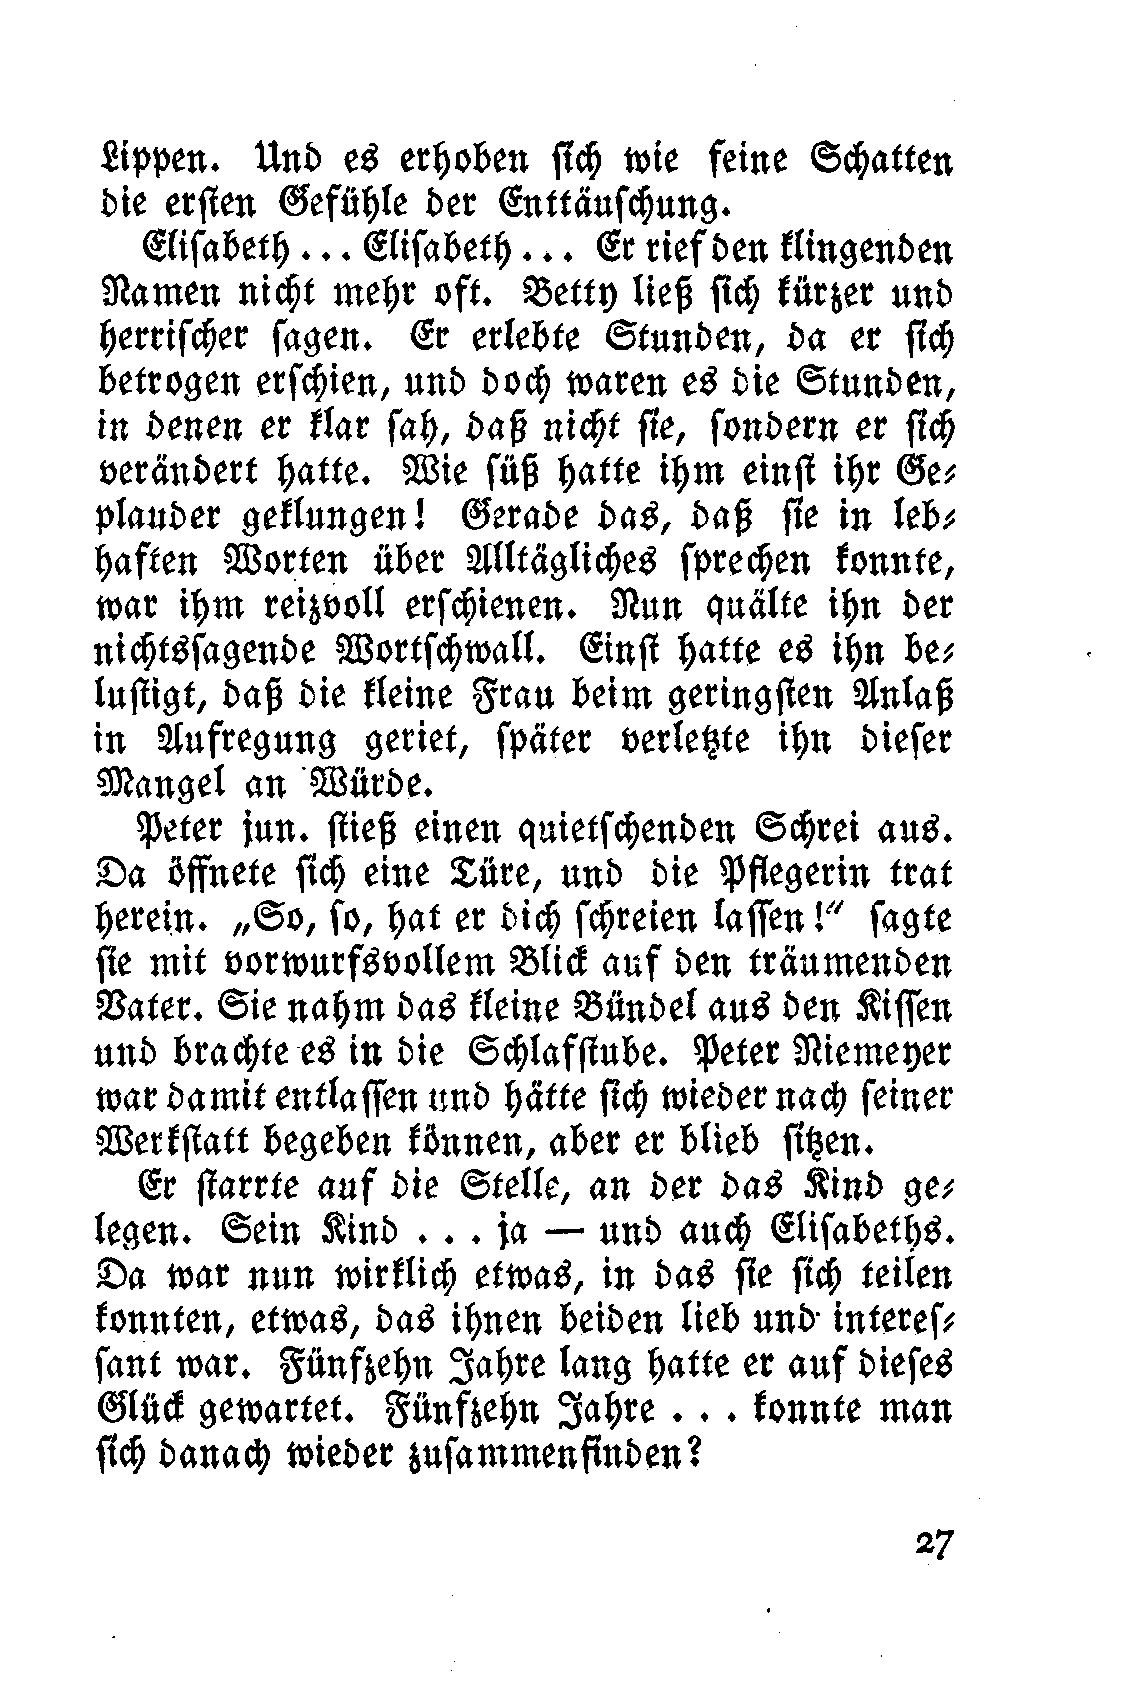 Lippen. Und es erhoben sich wie feine Schatten
die ersten Gefühle der Enttäuschung.
Elisabeth ... Elisabeth ... Er rief den klingenden
Namen nicht mehr oft. Betty ließ sich kürzer und
herrischer sagen. Er erlebte Stunden, da er sich
betrogen erschien, und doch waren es die Stunden,
in denen er klar sah, daß nicht sie, sondern er sich
verändert hatte. Wie süß hatte ihm einst ihr Ge-
plauder geklungen! Gerade das, daß sie in leb-
haften Worten über Alltägliches sprechen konnte,
war ihm reizvoll erschienen. Nun quälte ihn der
nichtssagende Wortschwall. Einst hatte es ihn be-
lustigt, daß die kleine Frau beim geringsten Anlaß
in Aufregung geriet, später verletzte ihn dieser
Mangel an Würde.
Peter jun. stieß einen quietschenden Schrei aus.
Da öffnete sich eine Türe, und die Pflegerin trat
herein. „So, so, hat er dich schreien lassen!“ sagte
sie mit vorwurfsvollem Blick auf den träumenden
Vater. Sie nahm das kleine Bündel aus den Kissen
und brachte es in die Schlafstube. Peter Niemeyer
war damit entlassen und hätte sich wieder nach seiner
Werkstatt begeben können, aber er blieb sitzen.
Er starrte auf die Stelle, an der das Kind ge-
legen. Sein Kind . . . ja — und auch Elisabeths.
Da war nun wirklich etwas, in das sie sich teilen
konnten, etwas, das ihnen beiden lieb und interes-
sant war. Fünfzehn Jahre lang hatte er auf dieses
Glück gewartet. Fünfzehn Jahre . . . konnte man
sich danach wieder zusammenfinden?
27